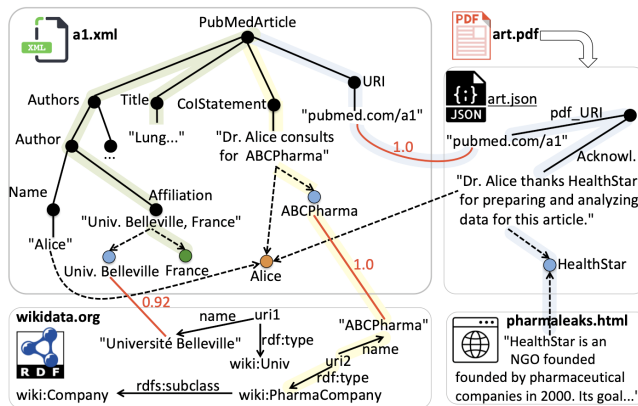 XML
a1.xml
PubMedArticle
PDF
art.pdf
Authors
Title
CoIStatement
URI
{:}
JSON
art.json
pdf_URI
"Lung..."
"pubmed.com/a1"
"pubmed.com/a1"
Author
...
"Dr. Alice consults
for ABCPharma"
1.0
Acknowl.
Name
Affiliation
"Dr. Alice thanks HealthStar
for preparing and analyzing
data for this article."
"Univ. Belleville, France"
ABCPharma
"Alice"
Univ. Belleville
France
Alice
1.0
HealthStar
0.92
wikidata.org
RDF
name
uri1
"Université Belleville"
rdf:type
wiki:Univ
"ABCPharma"
name
uri2
rdf:type
wiki:Company
rdfs:subclass
wiki:PharmaCompany
pharmaleaks.html
"HealthStar is an
NGO founded
founded by pharmaceutical
companies in 2000. Its goal..."